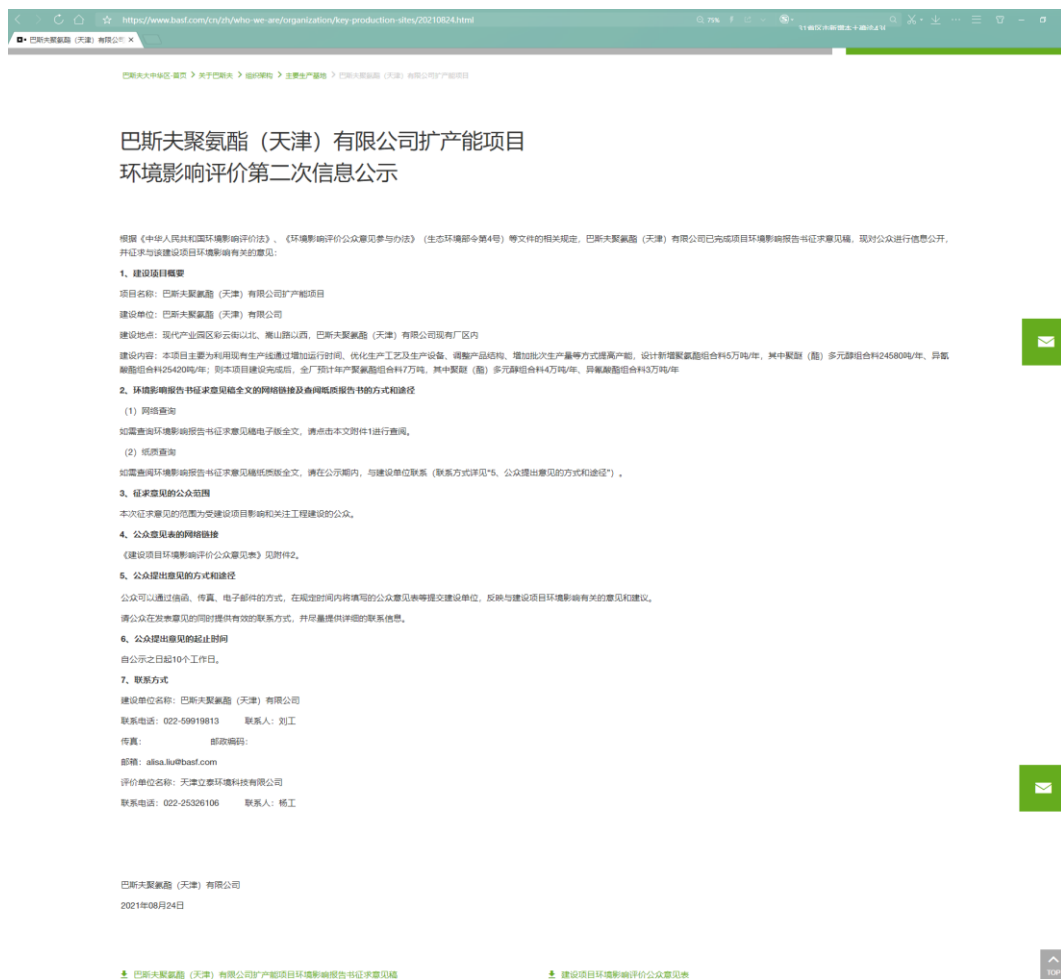 https://www.basf.com/cn/zh/who-we-are/organization/key-production-sites/20210824.html
75%
巴斯夫聚氨酯（天津）有限公司
巴斯夫大中华区-首页 > 关于巴斯夫 > 组织架构 > 主要生产基地 > 巴斯夫聚氨酯（天津）有限公司扩产能项目
巴斯夫聚氨酯（天津）有限公司扩产能项目
环境影响评价第二次信息公示
根据《中华人民共和国环境影响评价法》、《环境影响评价公众意见参与办法》（生态环境部令第4号）等文件的相关规定，巴斯夫聚氨酯（天津）有限公司已完成项目环境影响报告书征求意见稿，现对公众进行信息公开，
并征求与该建设项目环境影响有关的意见：
1、建设项目概要
项目名称：巴斯夫聚氨酯（天津）有限公司扩产能项目
建设单位：巴斯夫聚氨酯（天津）有限公司
建设地点：现代产业园区彩云街以北、嵩山路以西，巴斯夫聚氨酯（天津）有限公司现有厂区内
建设内容：本项目主要为利用现有生产线通过增加运行时间、优化生产工艺及生产设备、调整产品结构、增加批次生产量等方式提高产能，设计新增聚氨酯组合料5万吨/年，其中聚醚（酯）多元醇组合料24580吨/年、异氰
酸酯组合料25420吨/年；则本项目建设完成后，全厂预计年产聚氨酯组合料7万吨，其中聚醚（酯）多元醇组合料4万吨/年、异氰酸酯组合料3万吨/年
2、环境影响报告书征求意见稿全文的网络链接及查阅纸质报告书的方式和途径
（1）网络查询
如需查询环境影响报告书征求意见稿电子版全文，请点击本文附件1进行查阅。
（2）纸质查询
如需查阅环境影响报告书征求意见稿纸质版全文，请在公示期内，与建设单位联系（联系方式详见“5、公众提出意见的方式和途径”）。
3、征求意见的公众范围
本次征求意见的范围为受建设项目影响和关注工程建设的公众。
4、公众意见表的网络链接
《建设项目环境影响评价公众意见表》见附件2。
5、公众提出意见的方式和途径
公众可以通过信函、传真、电子邮件的方式，在规定时间内将填写的公众意见表等提交建设单位，反映与建设项目环境影响有关的意见和建议。
请公众在发表意见的同时提供有效的联系方式，并尽量提供详细的联系信息。
6、公众提出意见的起止时间
自公示之日起10个工作日。
7、联系方式
建设单位名称：巴斯夫聚氨酯（天津）有限公司
联系电话：022-59919813 联系人：刘工
传真： 邮政编码：
邮箱：alisa.liu@basf.com
评价单位名称：天津立泰环境科技有限公司
联系电话：022-25326106 联系人：杨工
巴斯夫聚氨酯（天津）有限公司
2021年08月24日
巴斯夫聚氨酯（天津）有限公司扩产能项目环境影响报告书征求意见稿 建设项目环境影响评价公众意见表
TOP